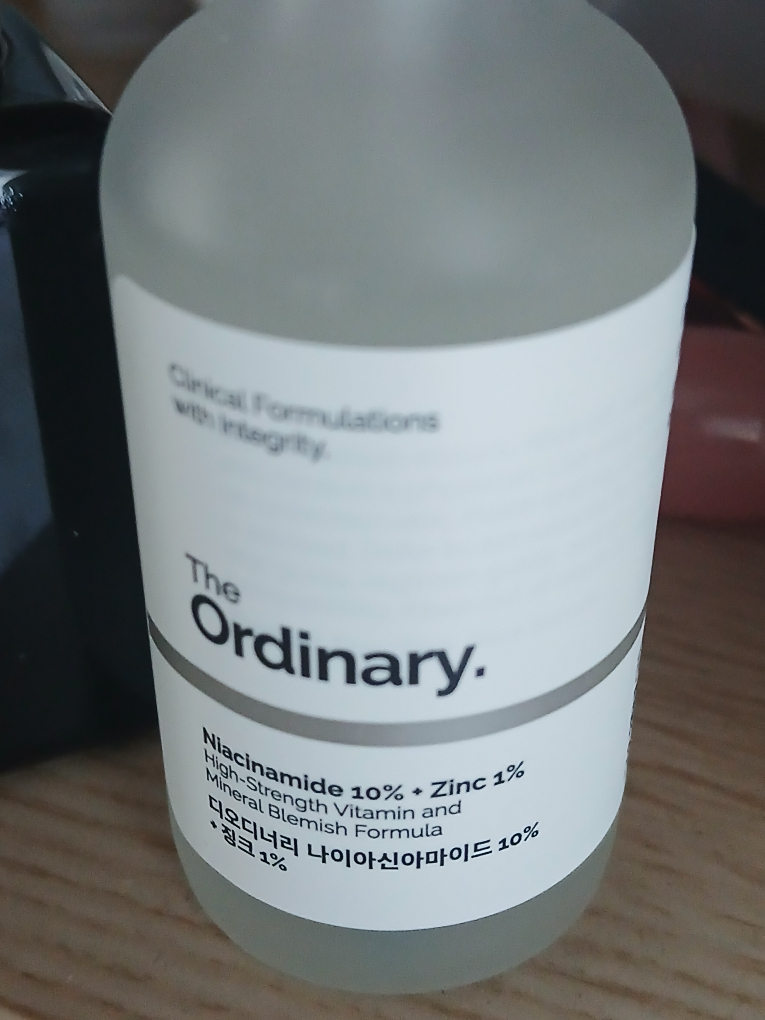 Clinical Formulations
with Integrity.
The
Ordinary.
Niacinamide 10% + Zinc 1%
High-Strength Vitamin and
Mineral Blemish Formula
디오디너리 나이아신아마이드 10%
+ 징크 1%